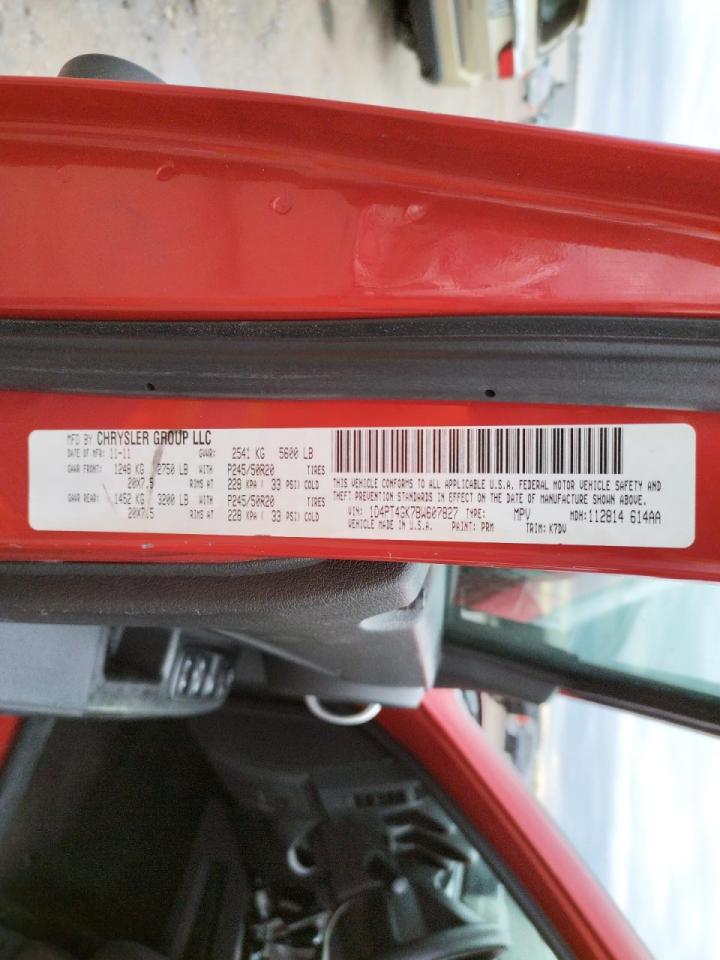 MFD BY CHRYSLER GROUP LLC
DATE OF MFR: 11-11 GVWR: 2541 KG 5600 LB
GAWR FRONT: 1248 KG 2750 LB WITH P245/50R20 TIRES
20X7.5 RIMS AT 228 KPA ( 33 PSI) COLD
GAWR REAR: 1452 KG 3200 LB WITH P245/50R20 TIRES
20X7.5 RIMS AT 228 KPA ( 33 PSI) COLD
THIS VEHICLE CONFORMS TO ALL APPLICABLE U.S.A. FEDERAL MOTOR VEHICLE SAFETY AND
THEFT PREVENTION STANDARDS IN EFFECT ON THE DATE OF MANUFACTURE SHOWN ABOVE.
VIN: 1D4PT4GK7BW607827 TYPE: MPV MDH: 112814 614AA
VEHICLE MADE IN U.S.A. PAINT: PRM TRIM: K7DV